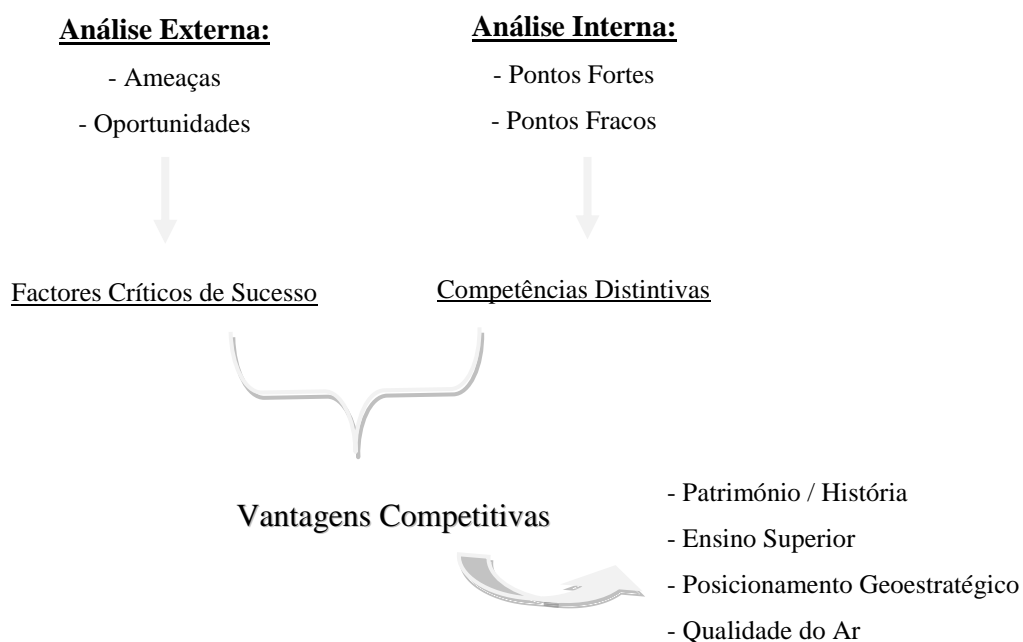 Análise Externa:
- Ameaças
- Oportunidades
Análise Interna:
- Pontos Fortes
- Pontos Fracos
Factores Críticos de Sucesso
Competências Distintivas
Vantagens Competitivas
- Património / História
- Ensino Superior
- Posicionamento Geoestratégico
- Qualidade do Ar